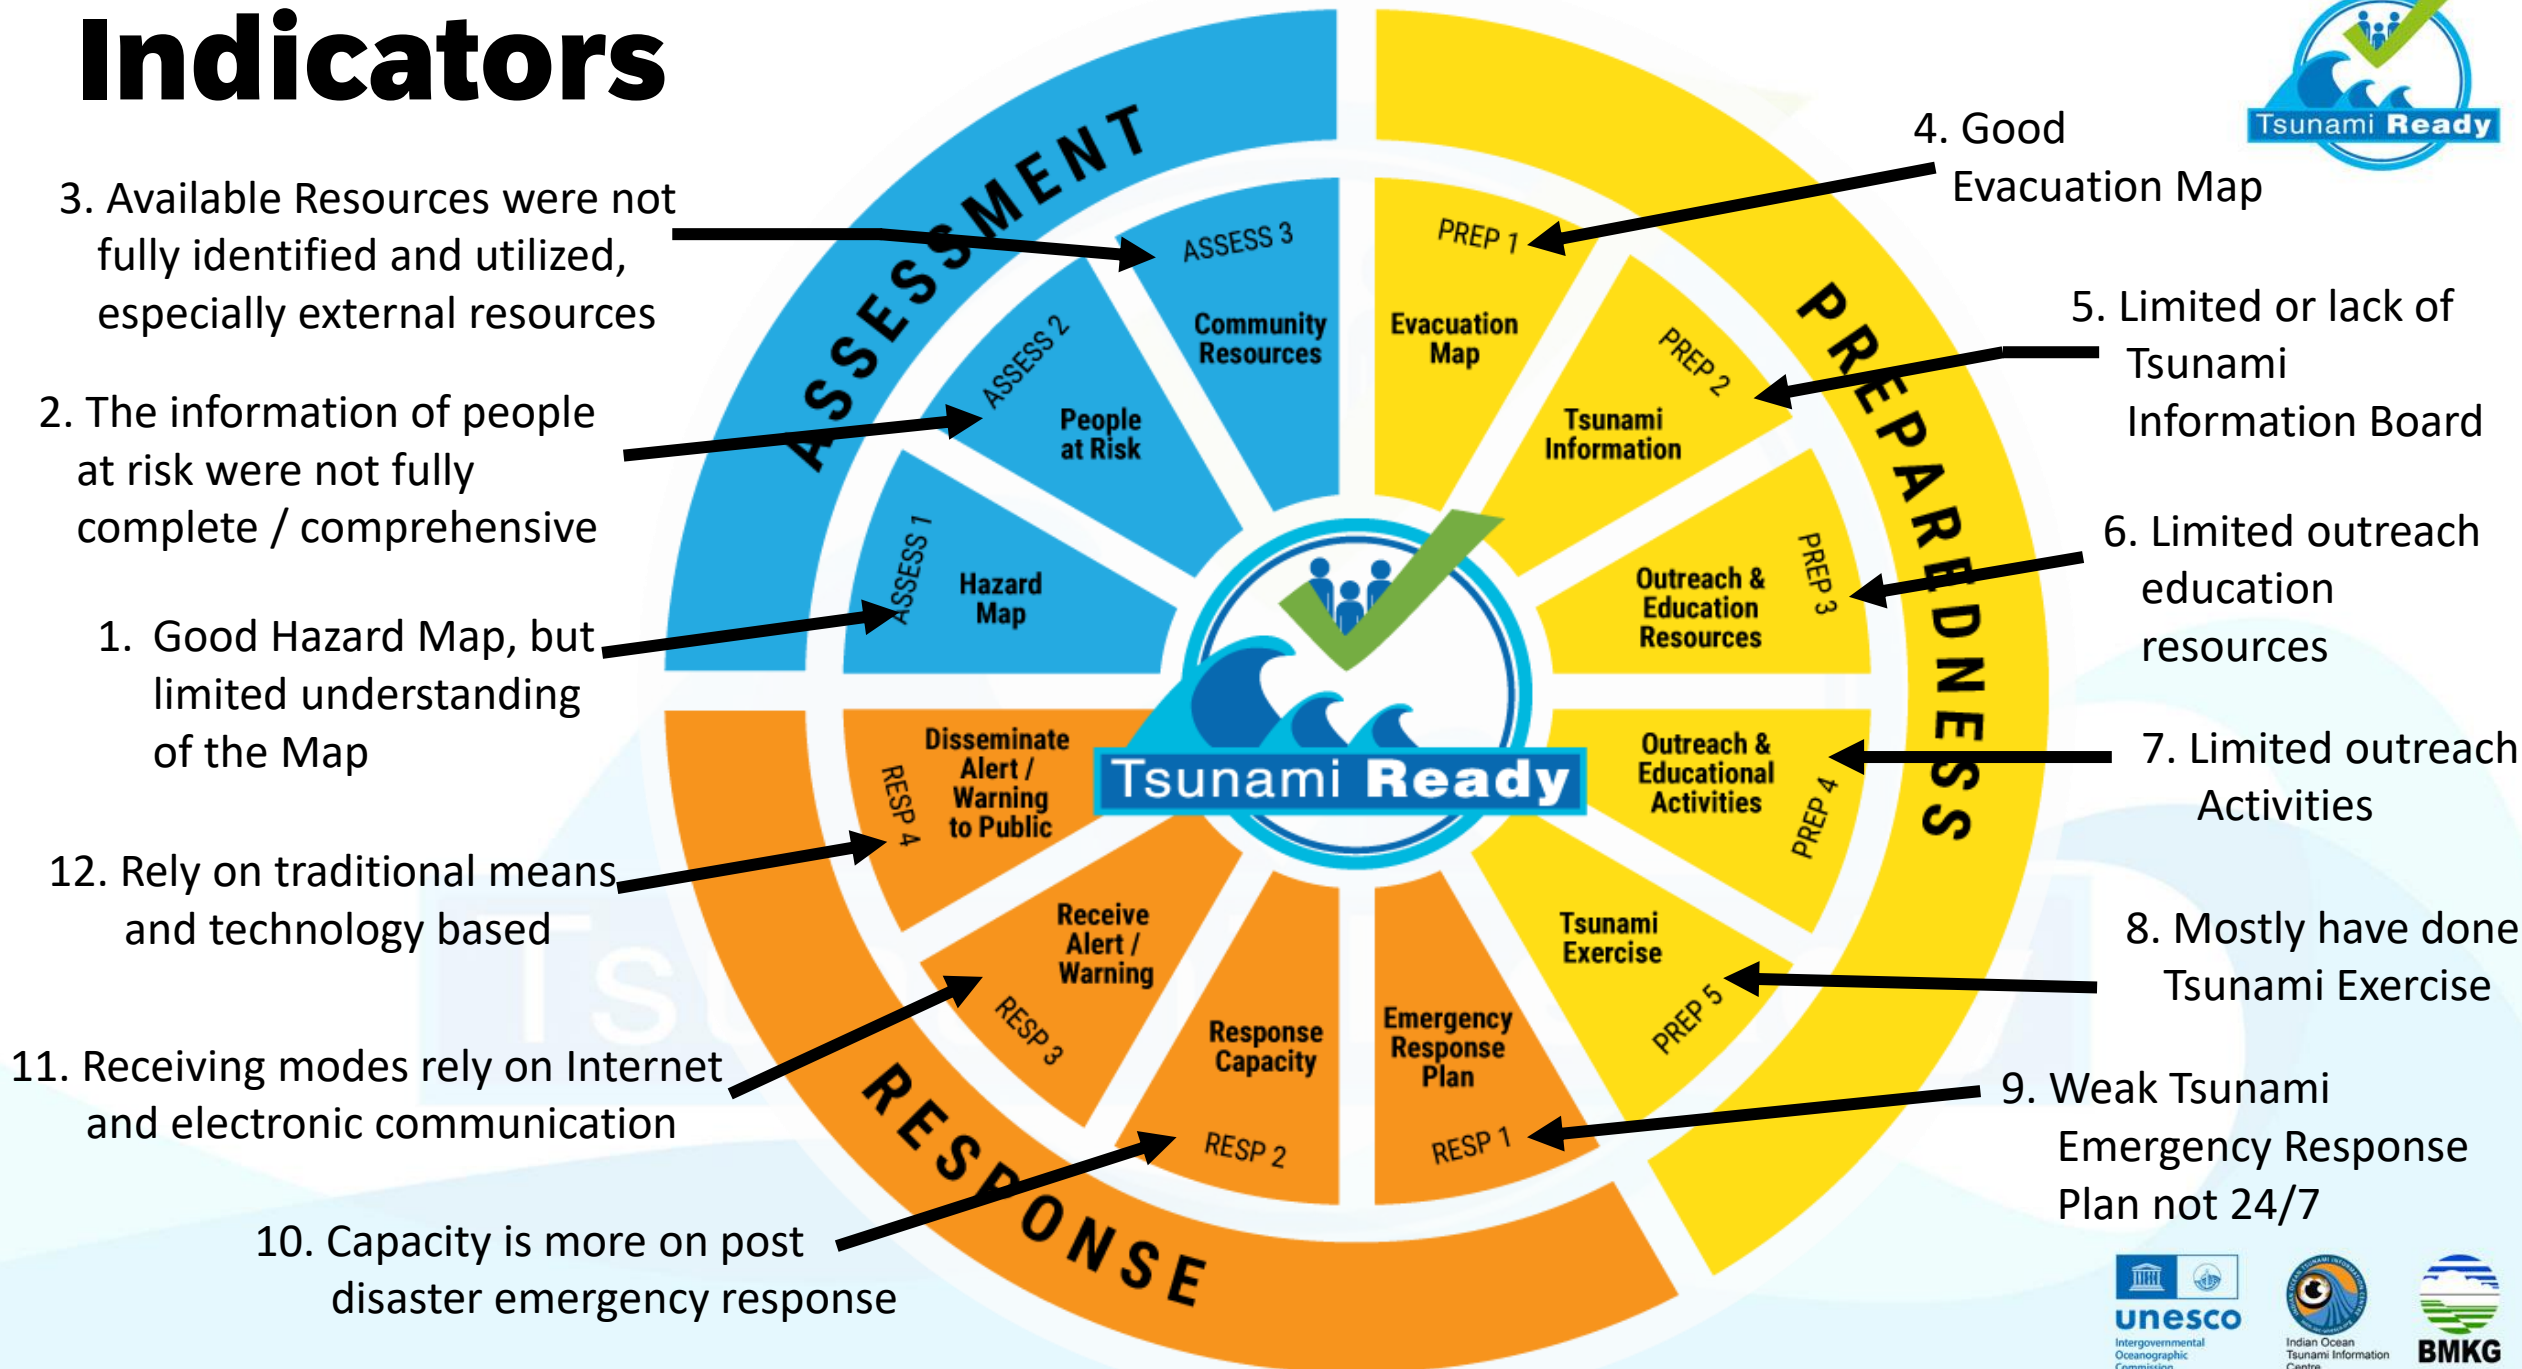 Indicators
Tsunami Ready
3. Available Resources were not
fully identified and utilized,
especially external resources
2. The information of people
at risk were not fully
complete / comprehensive
1. Good Hazard Map, but
limited understanding
of the Map
12. Rely on traditional means
and technology based
11. Receiving modes rely on Internet
and electronic communication
10. Capacity is more on post
disaster emergency response
4. Good
Evacuation Map
5. Limited or lack of
Tsunami
Information Board
6. Limited outreach
education
resources
7. Limited outreach
Activities
8. Mostly have done
Tsunami Exercise
9. Weak Tsunami
Emergency Response
Plan not 24/7
ASSESSMENT
ASSESS 1
Hazard
Map
ASSESS 2
People
at Risk
ASSESS 3
Community
Resources
PREPAREDNESS
PREP 1
Evacuation
Map
PREP 2
Tsunami
Information
PREP 3
Outreach &
Education
Resources
PREP 4
Outreach &
Educational
Activities
PREP 5
Tsunami
Exercise
RESPONSE
RESP 1
Emergency
Response
Plan
RESP 2
Response
Capacity
RESP 3
Receive
Alert /
Warning
RESP 4
Disseminate
Alert /
Warning
to Public
Tsunami Ready
unesco
Intergovernmental
Oceanographic
Commission
Indian Ocean
Tsunami Information
Centre
BMKG